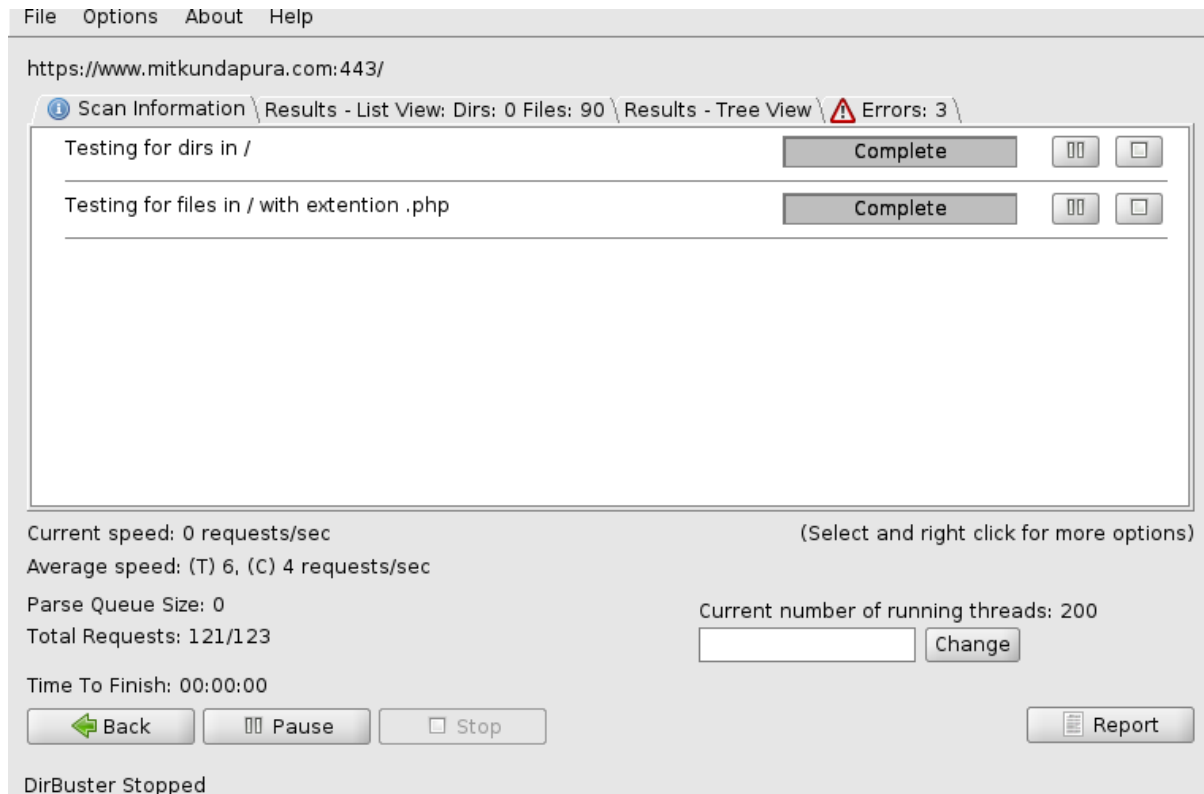 File Options About Help
https://www.mitkundapura.com:443/
Scan Information Results - List View: Dirs: 0 Files: 90 Results - Tree View Errors: 3
Testing for dirs in / Complete
Testing for files in / with extention .php Complete
Current speed: 0 requests/sec (Select and right click for more options)
Average speed: (T) 6, (C) 4 requests/sec
Parse Queue Size: 0 Current number of running threads: 200
Total Requests: 121/123 Change
Time To Finish: 00:00:00
Back Pause Stop Report
DirBuster Stopped